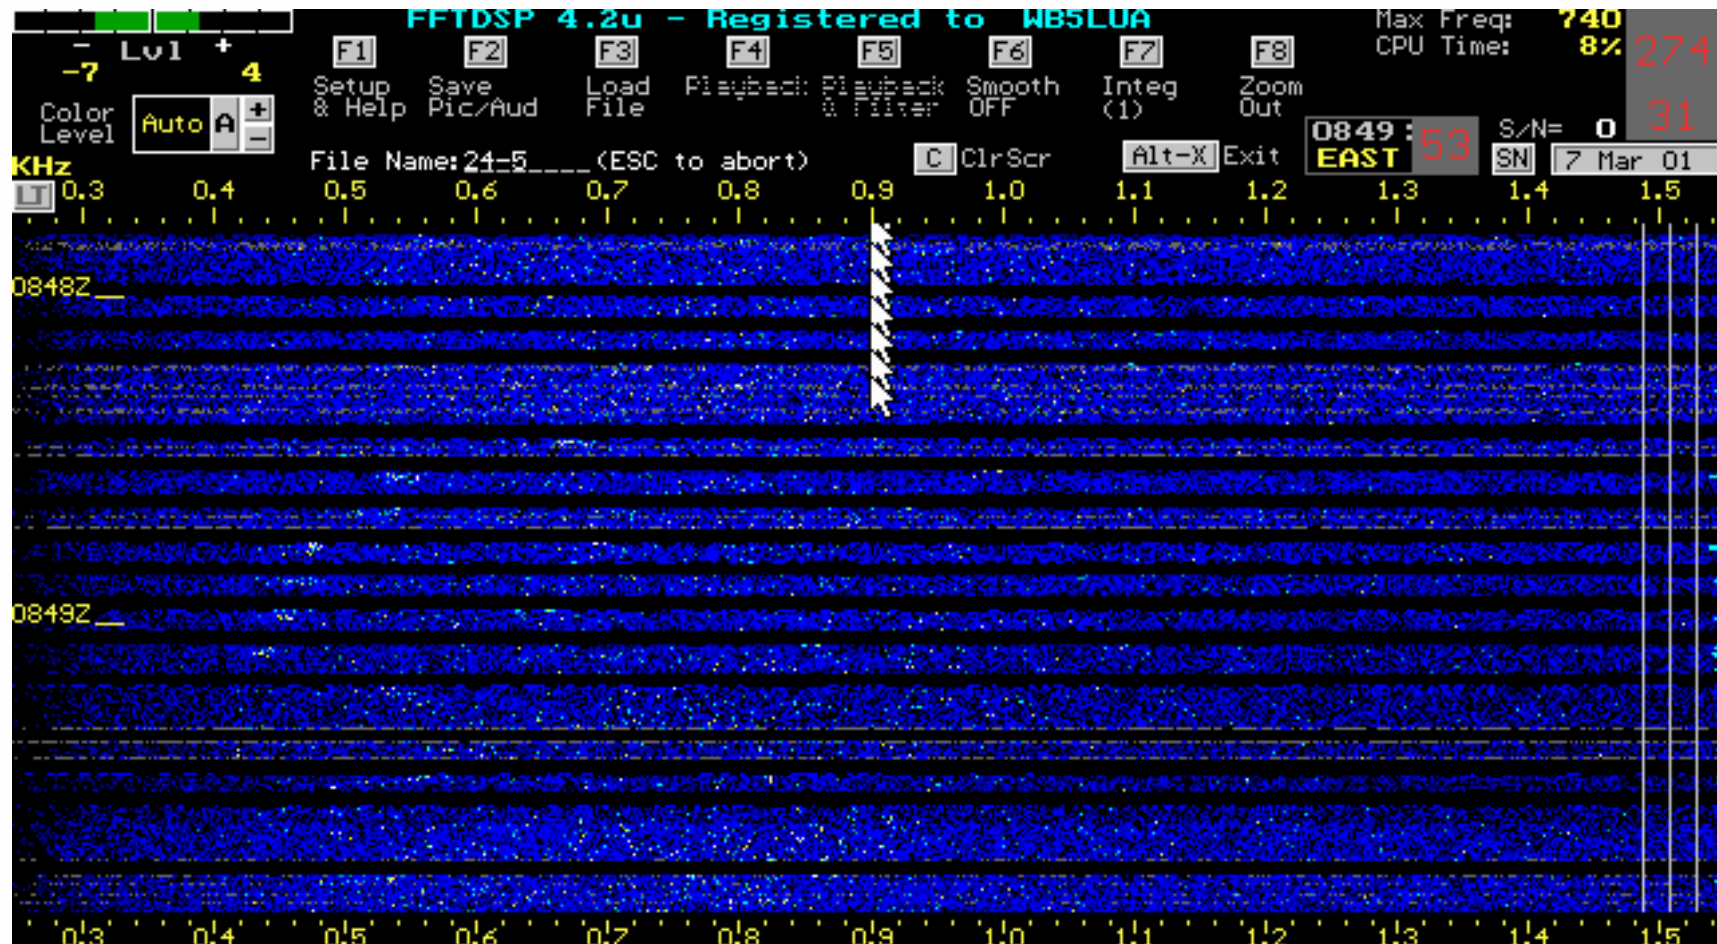 FFTDSP 4.2u - Registered to WB5LUA
Max Freq: 740
CPU Time: 8%
274
31
- Lvl +
-7 4
F1 F2 F3 F4 F5 F6 F7 F8
Setup & Help
Save Pic/Aud
Load File
Playback
Playback & Filter
Smooth OFF
Integ (1)
Zoom Out
Color Level
Auto A + -
0849: 53
EAST
S/N= 0
SN 7 Mar 01
KHz
File Name:24-5____(ESC to abort)
C ClrScr
Alt-X Exit
LT 0.3 0.4 0.5 0.6 0.7 0.8 0.9 1.0 1.1 1.2 1.3 1.4 1.5
0848Z__
0849Z__
0.3 0.4 0.5 0.6 0.7 0.8 0.9 1.0 1.1 1.2 1.3 1.4 1.5